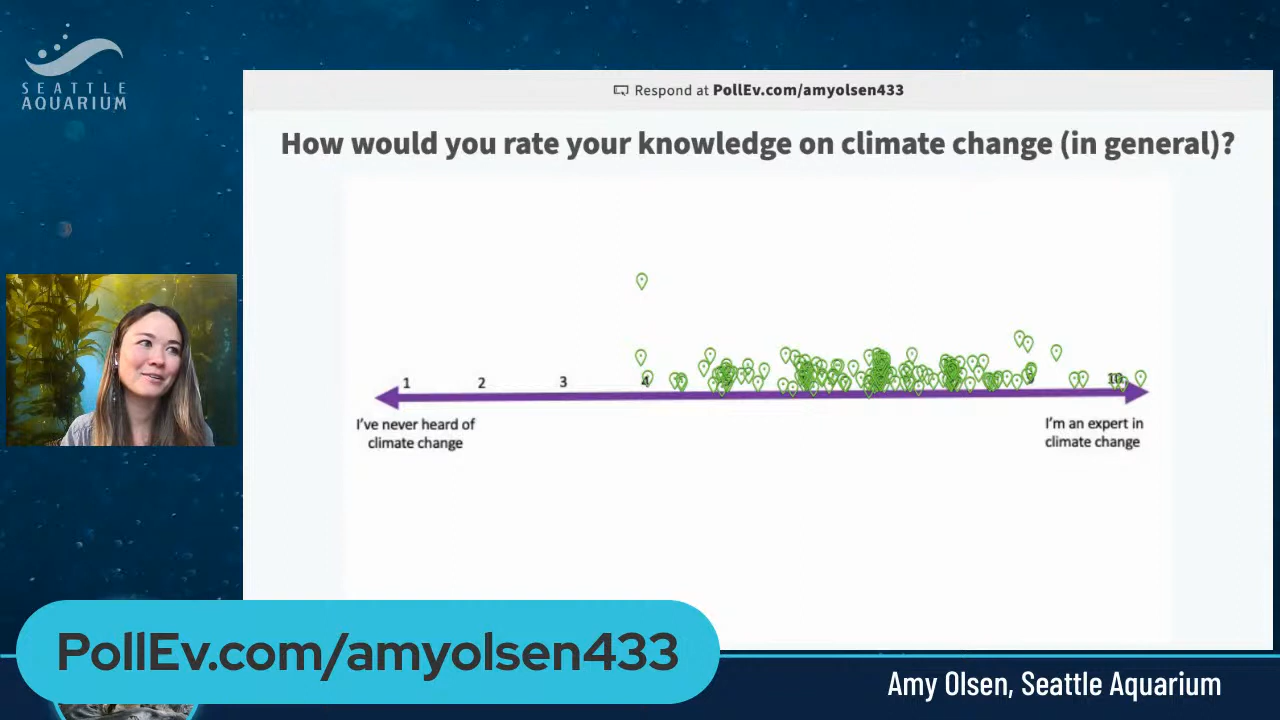 SEATTLE
AQUARIUM
Respond at PollEv.com/amyolsen433
How would you rate your knowledge on climate change (in general)?
1 2 3 4 9 10
I've never heard of
climate change
I'm an expert in
climate change
PollEv.com/amyolsen433
Amy Olsen, Seattle Aquarium